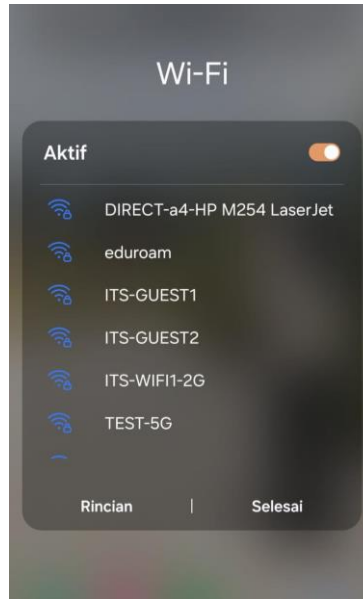 Wi-Fi
Aktif
DIRECT-a4-HP M254 LaserJet
eduroam
ITS-GUEST1
ITS-GUEST2
ITS-WIFI1-2G
TEST-5G
Rincian | Selesai